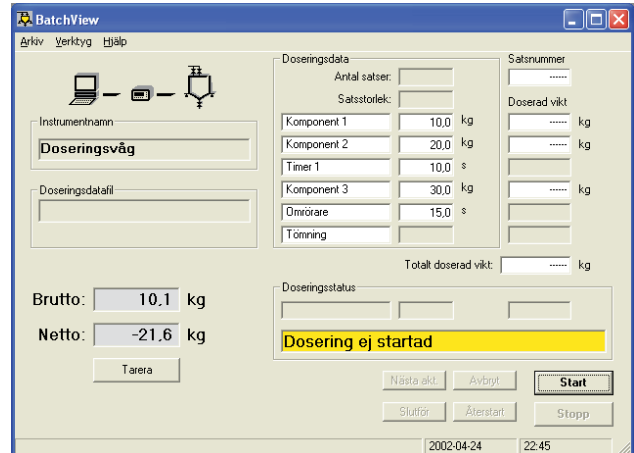 BatchView
Arkiv Verktyg Hjälp
Doseringsdata
Satsnummer
Antal satser:
------
Satsstorlek:
Doserad vikt
Instrumentnamn
Doseringsvåg
Komponent 1 10,0 kg ------ kg
Komponent 2 20,0 kg ------ kg
Timer 1 10,0 s
Doseringsdatafil
Komponent 3 30,0 kg ------ kg
Omrörare 15,0 s
Tömning
Totalt doserad vikt: ------ kg
Brutto: 10,1 kg
Netto: -21,6 kg
Tarera
Doseringsstatus
Dosering ej startad
Nästa akt. Avbryt Start
Slutför Återstart Stopp
2002-04-24 22:45